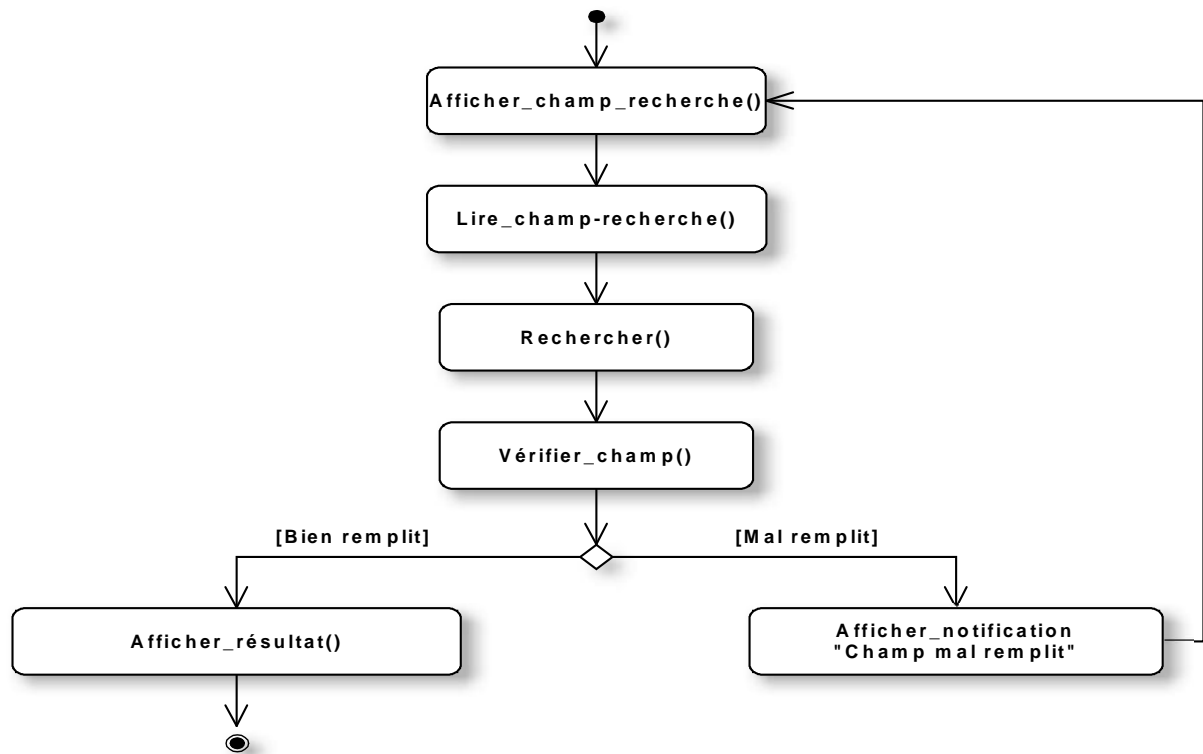 Afficher_champ_recherche()
Lire_champ-recherche()
Rechercher()
Vérifier_champ()
[Bien remplit]
[Mal remplit]
Afficher_résultat()
Afficher_notification
"Champ mal remplit"